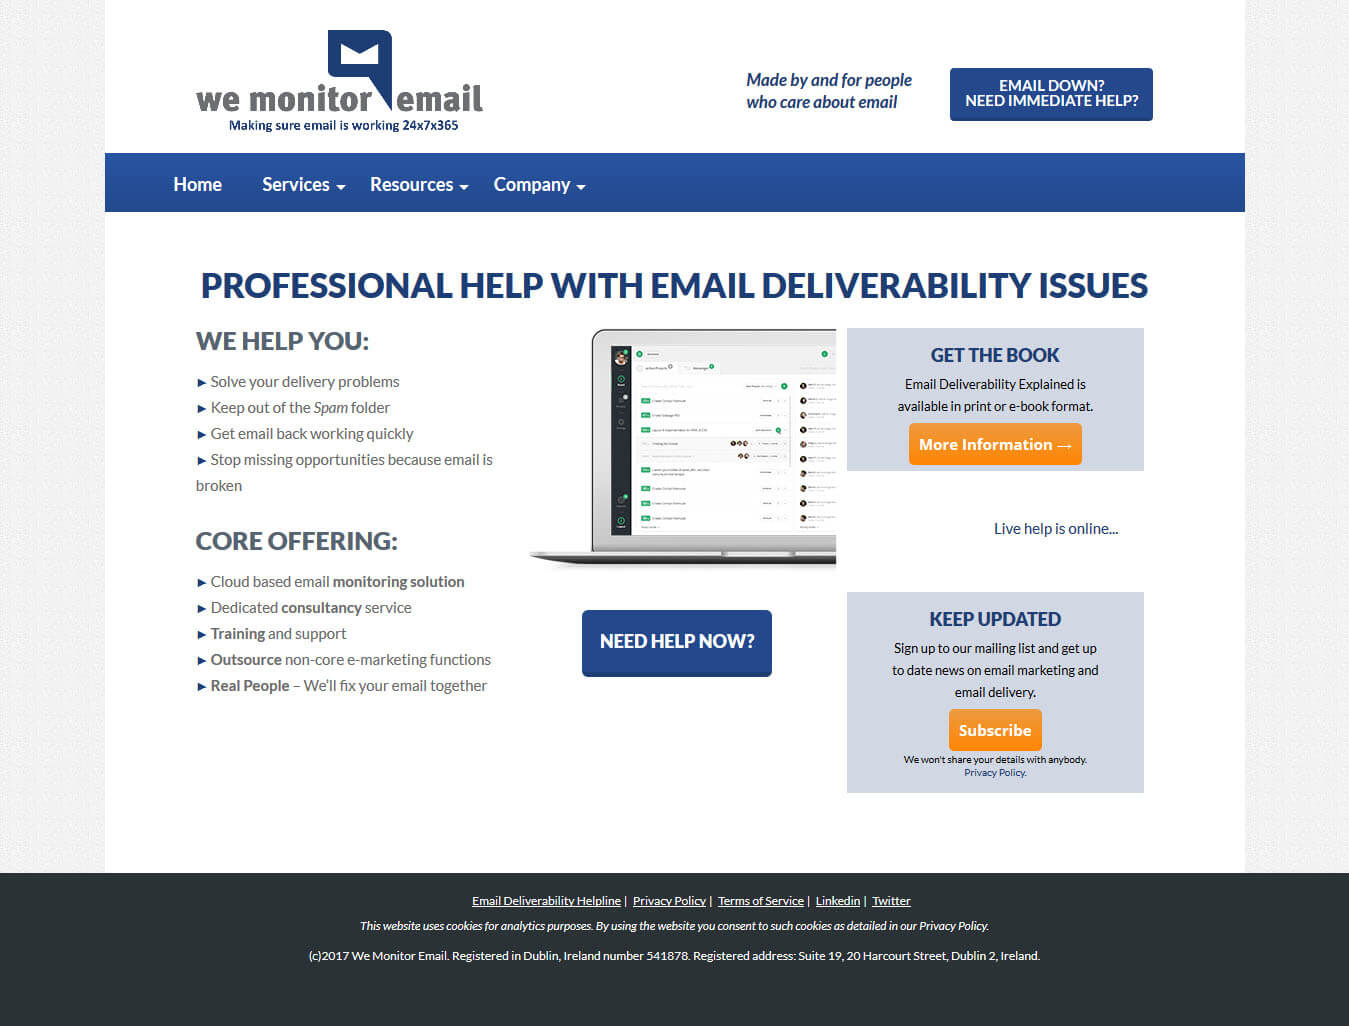 we monitor email
Making sure email is working 24x7x365
Made by and for people
who care about email
EMAIL DOWN?
NEED IMMEDIATE HELP?
Home
Services
Resources
Company
PROFESSIONAL HELP WITH EMAIL DELIVERABILITY ISSUES
WE HELP YOU:
► Solve your delivery problems
► Keep out of the Spam folder
► Get email back working quickly
► Stop missing opportunities because email is
broken
CORE OFFERING:
► Cloud based email monitoring solution
► Dedicated consultancy service
► Training and support
► Outsource non-core e-marketing functions
► Real People – We'll fix your email together
NEED HELP NOW?
GET THE BOOK
Email Deliverability Explained is
available in print or e-book format.
More Information →
Live help is online...
KEEP UPDATED
Sign up to our mailing list and get up
to date news on email marketing and
email delivery.
Subscribe
We won't share your details with anybody.
Privacy Policy.
Email Deliverability Helpline | Privacy Policy | Terms of Service | Linkedin | Twitter
This website uses cookies for analytics purposes. By using the website you consent to such cookies as detailed in our Privacy Policy.
(c)2017 We Monitor Email. Registered in Dublin, Ireland number 541878. Registered address: Suite 19, 20 Harcourt Street, Dublin 2, Ireland.